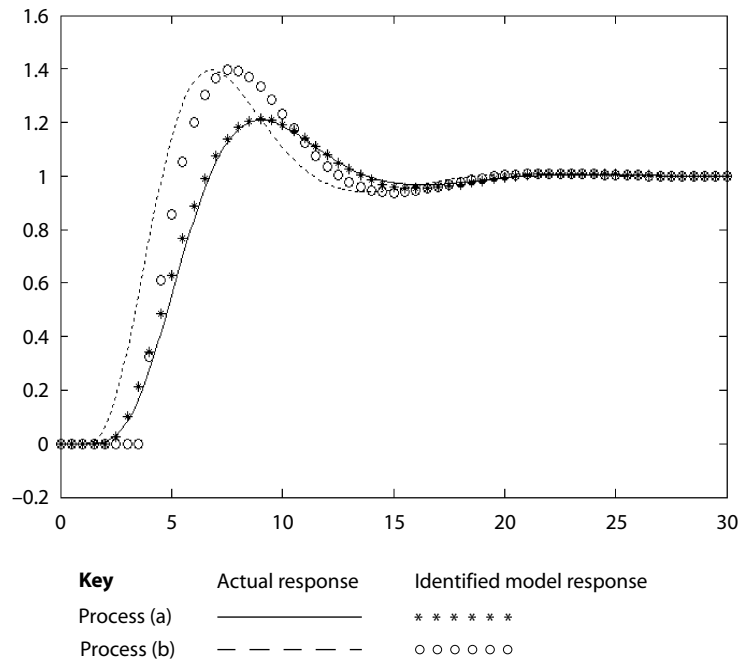 1.6
1.4
1.2
1
0.8
0.6
0.4
0.2
0
–0.2
0 5 10 15 20 25 30
Key Actual response Identified model response
Process (a)
Process (b)